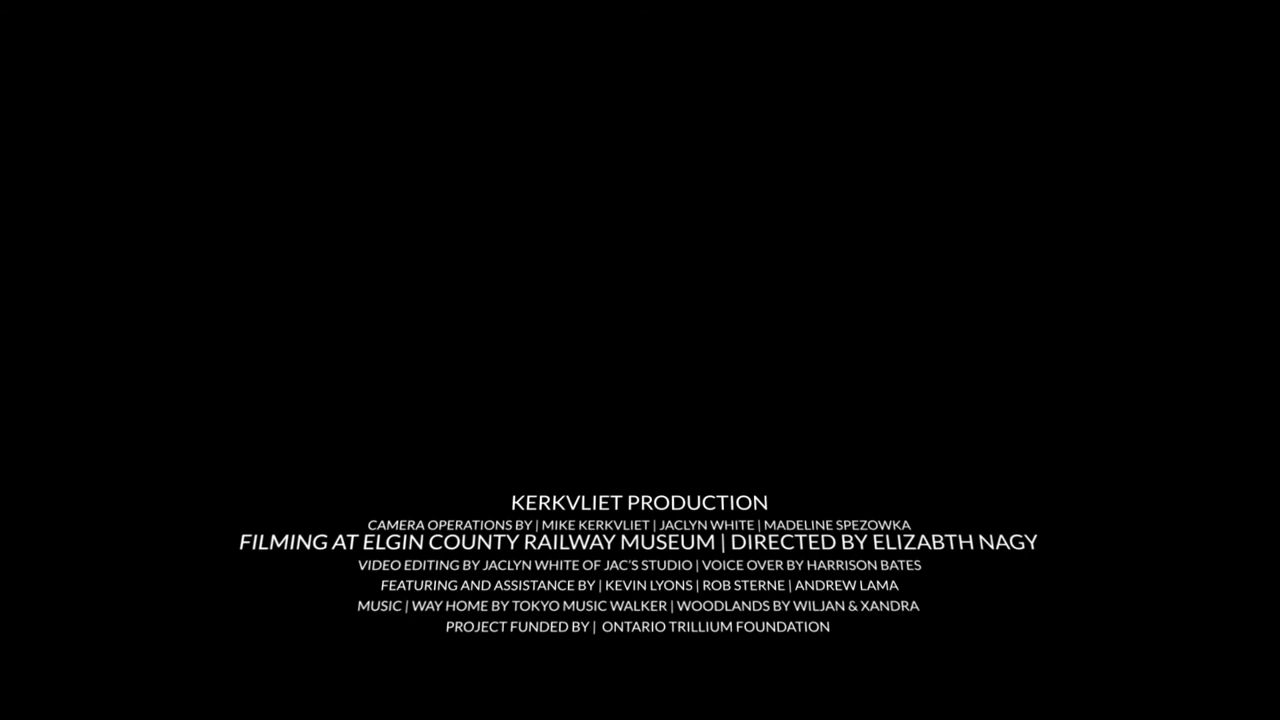 KERKVLIET PRODUCTION
CAMERA OPERATIONS BY | MIKE KERKVLIET | JACLYN WHITE | MADELINE SPEZOWKA
FILMING AT ELGIN COUNTY RAILWAY MUSEUM | DIRECTED BY ELIZABTH NAGY
VIDEO EDITING BY JACLYN WHITE OF JAC'S STUDIO | VOICE OVER BY HARRISON BATES
FEATURING AND ASSISTANCE BY | KEVIN LYONS | ROB STERNE | ANDREW LAMA
MUSIC | WAY HOME BY TOKYO MUSIC WALKER | WOODLANDS BY WILJAN & XANDRA
PROJECT FUNDED BY | ONTARIO TRILLIUM FOUNDATION